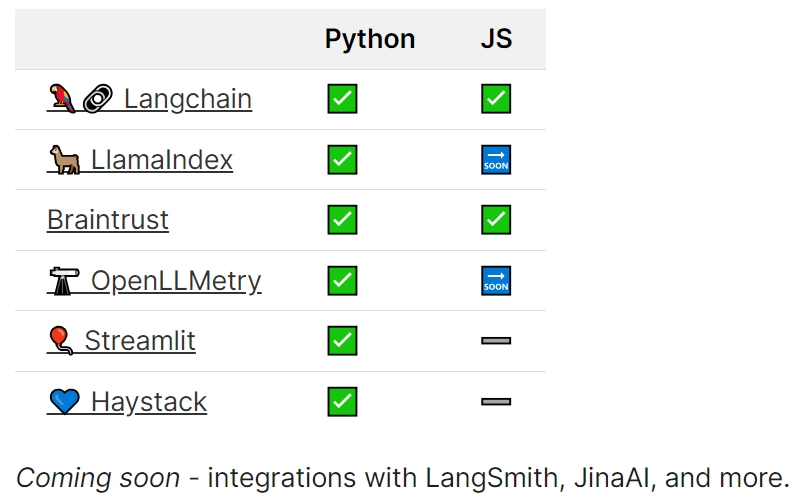 Python JS
🦜🔗 Langchain ✅ ✅
🦙 LlamaIndex ✅ 🔜
Braintrust ✅ ✅
🔭 OpenLLMetry ✅ 🔜
🎈 Streamlit ✅ ➖
💙 Haystack ✅ ➖
Coming soon - integrations with LangSmith, JinaAI, and more.